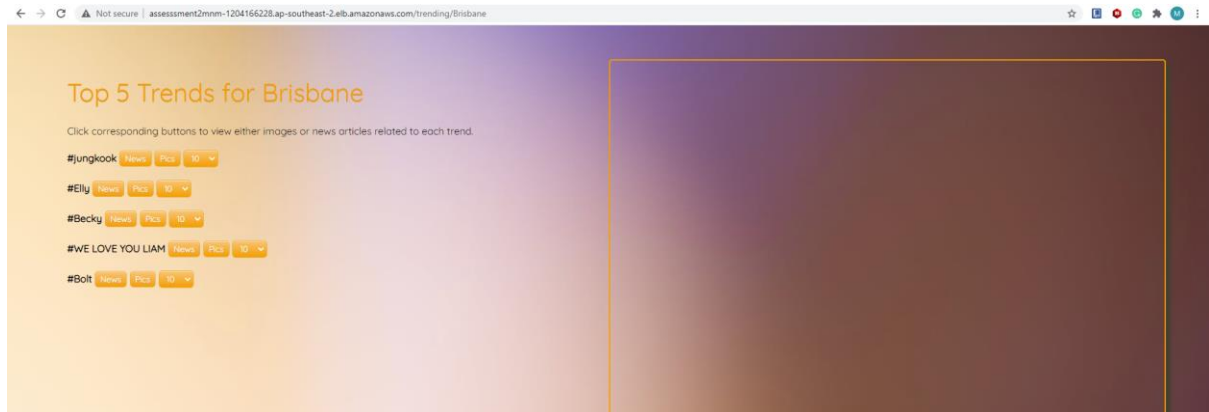 Not secure | assesssment2mnm-1204166228.ap-southeast-2.elb.amazonaws.com/trending/Brisbane
Top 5 Trends for Brisbane
Click corresponding buttons to view either images or news articles related to each trend.
#jungkook News Pics 10
#Elly News Pics 10
#Becky News Pics 10
#WE LOVE YOU LIAM News Pics 10
#Bolt News Pics 10